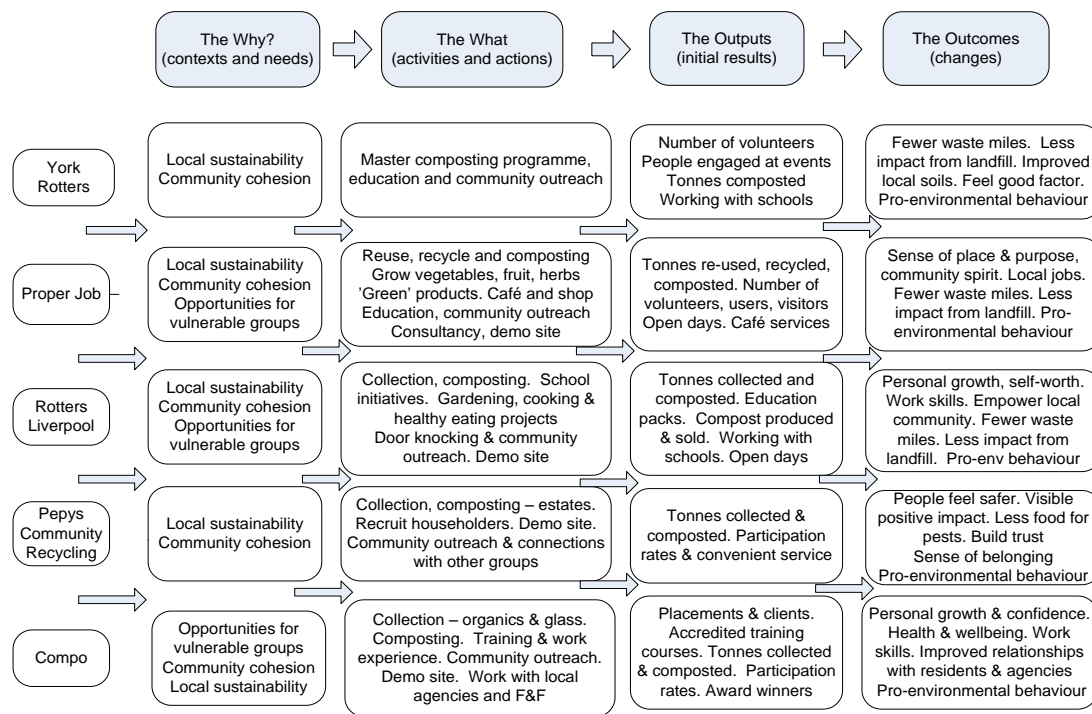 The Why?
(contexts and needs)
The What
(activities and actions)
The Outputs
(initial results)
The Outcomes
(changes)
York
Rotters
Local sustainability
Community cohesion
Master composting programme,
education and community outreach
Number of volunteers
People engaged at events
Tonnes composted
Working with schools
Fewer waste miles.  Less
impact from landfill. Improved
local soils. Feel good factor.
Pro-environmental behaviour
Proper Job –
Local sustainability
Community cohesion
Opportunities for
vulnerable groups
Reuse, recycle and composting
Grow vegetables, fruit, herbs
'Green' products. Café and shop
Education, community outreach
Consultancy, demo site
Tonnes re-used, recycled,
composted. Number of
volunteers, users, visitors
Open days. Café services
Sense of place & purpose,
community spirit. Local jobs.
Fewer waste miles.  Less
impact from landfill. Pro-
environmental behaviour
Rotters
Liverpool
Local sustainability
Community cohesion
Opportunities for
vulnerable groups
Collection, composting.  School
initiatives.  Gardening, cooking &
healthy eating projects
Door knocking & community
outreach. Demo site
Tonnes collected and
composted. Education
packs.  Compost produced
& sold.  Working with
schools. Open days
Personal growth, self-worth.
Work skills. Empower local
community.  Fewer waste
miles.  Less impact from
landfill.  Pro-env behaviour
Pepys
Community
Recycling
Local sustainability
Community cohesion
Collection, composting – estates.
Recruit householders. Demo site.
Community outreach & connections
with other groups
Tonnes collected &
composted. Participation
rates & convenient service
People feel safer. Visible
positive impact. Less food for
pests.  Build trust
Sense of belonging
Pro-environmental behaviour
Compo
Opportunities for
vulnerable groups
Community cohesion
Local sustainability
Collection – organics & glass.
Composting.  Training & work
experience. Community outreach.
Demo site.  Work with local
agencies and F&F
Placements & clients.
Accredited training
courses. Tonnes collected
& composted.  Participation
rates. Award winners
Personal growth & confidence.
Health & wellbeing. Work
skills. Improved relationships
with residents & agencies
Pro-environmental behaviour